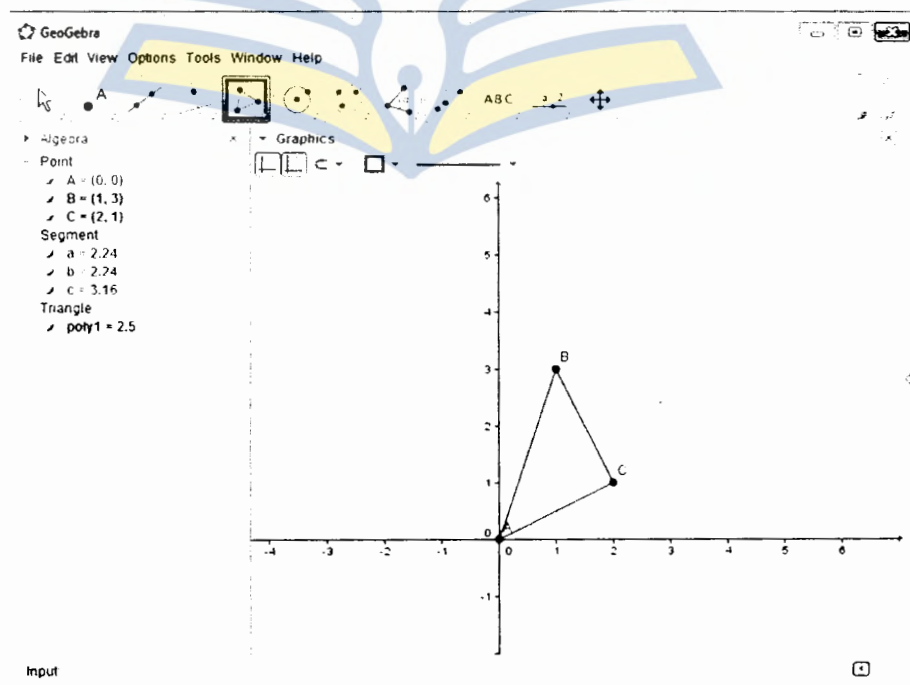 GeoGebra
File Edit View Options Tools Window Help
A
ABC
a = 2
Algebra
Graphics
Point
A = (0, 0)
B = (1, 3)
C = (2, 1)
Segment
a = 2.24
b = 2.24
c = 3.16
Triangle
poly1 = 2.5
6
5
4
3
2
1
0
-1
B
C
A
-4 -3 -2 -1 0 1 2 3 4 5 6
Input